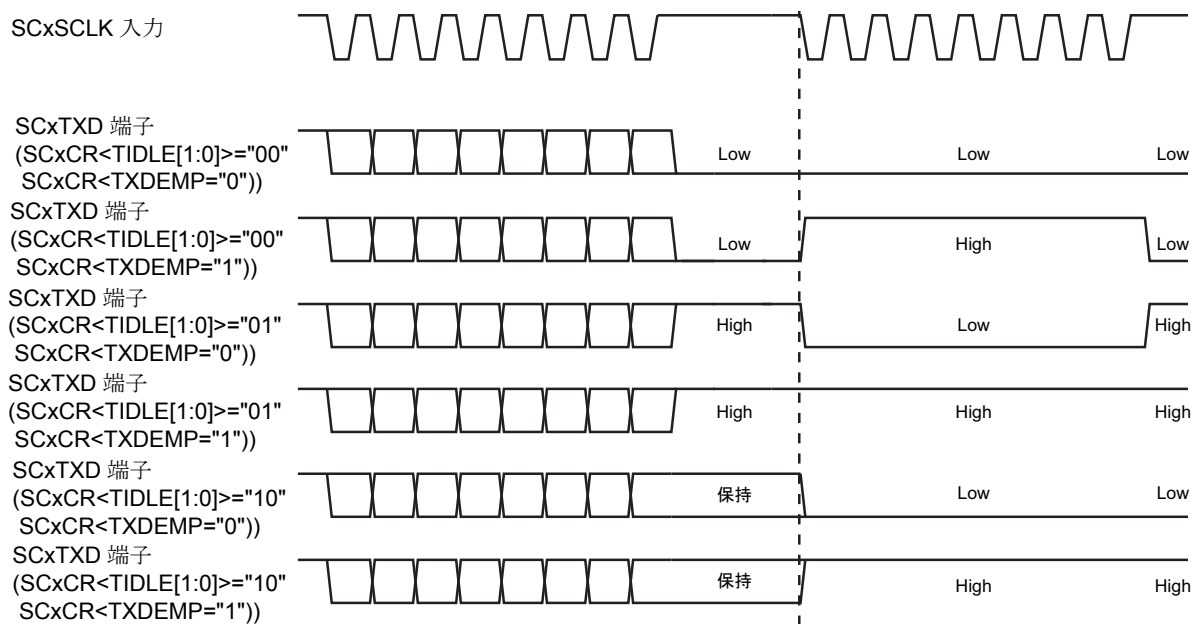 SCxSCLK 入力
SCxTXD 端子
(SCxCR<TIDLE[1:0]>="00"
SCxCR<TXDEMP="0"))
Low
Low
Low
SCxTXD 端子
(SCxCR<TIDLE[1:0]>="00"
SCxCR<TXDEMP="1"))
Low
High
Low
SCxTXD 端子
(SCxCR<TIDLE[1:0]>="01"
SCxCR<TXDEMP="0"))
High
Low
High
SCxTXD 端子
(SCxCR<TIDLE[1:0]>="01"
SCxCR<TXDEMP="1"))
High
High
High
SCxTXD 端子
(SCxCR<TIDLE[1:0]>="10"
SCxCR<TXDEMP="0"))
保持
Low
Low
SCxTXD 端子
(SCxCR<TIDLE[1:0]>="10"
SCxCR<TXDEMP="1"))
保持
High
High